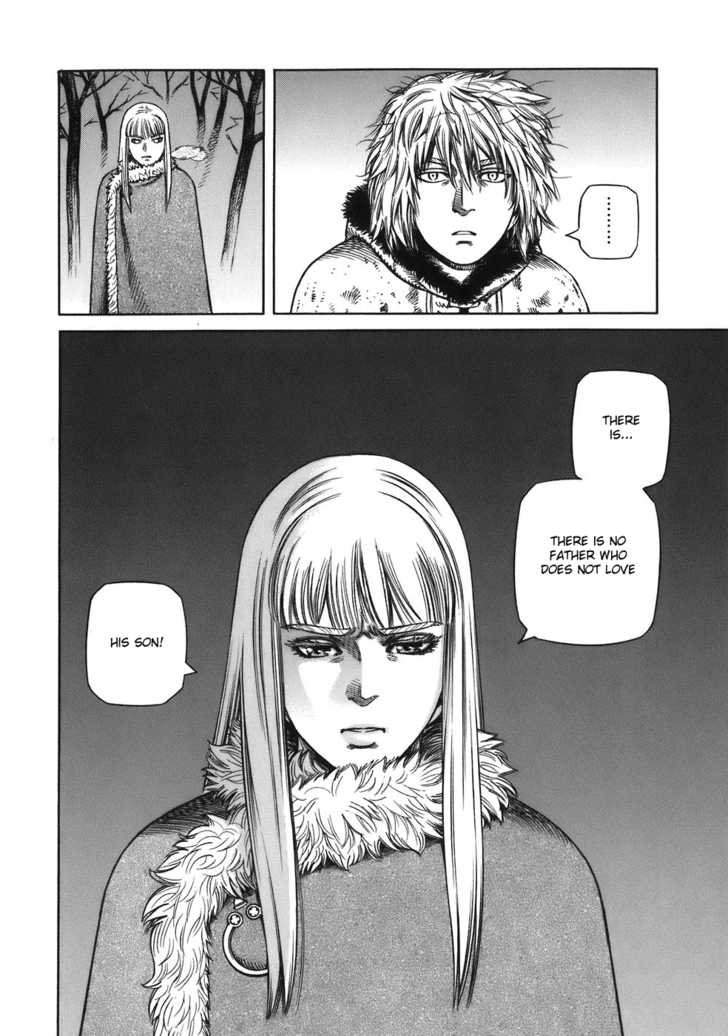 ........
THERE
IS...
THERE IS NO
FATHER WHO
DOES NOT LOVE
HIS SON!